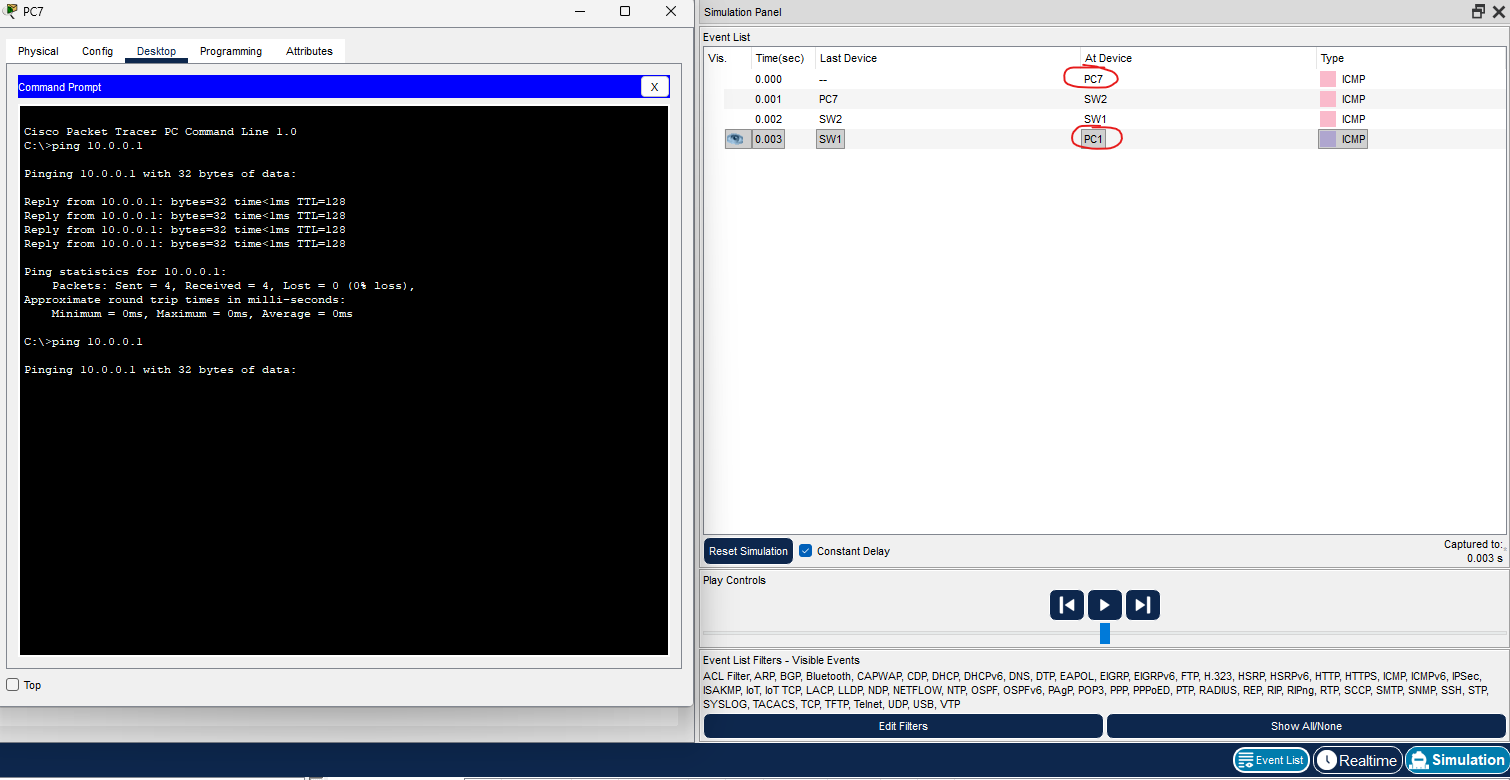 PC7
Physical Config Desktop Programming Attributes
Command Prompt
X
Cisco Packet Tracer PC Command Line 1.0
C:\>ping 10.0.0.1
Pinging 10.0.0.1 with 32 bytes of data:
Reply from 10.0.0.1: bytes=32 time<1ms TTL=128
Reply from 10.0.0.1: bytes=32 time<1ms TTL=128
Reply from 10.0.0.1: bytes=32 time<1ms TTL=128
Reply from 10.0.0.1: bytes=32 time<1ms TTL=128
Ping statistics for 10.0.0.1:
Packets: Sent = 4, Received = 4, Lost = 0 (0% loss),
Approximate round trip times in milli-seconds:
Minimum = 0ms, Maximum = 0ms, Average = 0ms
C:\>ping 10.0.0.1
Pinging 10.0.0.1 with 32 bytes of data:
Top
Simulation Panel
Event List
Vis. Time(sec) Last Device At Device Type
0.000 -- PC7 ICMP
0.001 PC7 SW2 ICMP
0.002 SW2 SW1 ICMP
0.003 SW1 PC1 ICMP
Reset Simulation Constant Delay
Captured to:
0.003 s
Play Controls
Event List Filters - Visible Events
ACL Filter, ARP, BGP, Bluetooth, CAPWAP, CDP, DHCP, DHCPv6, DNS, DTP, EAPOL, EIGRP, EIGRPv6, FTP, H.323, HSRP, HSRPv6, HTTP, HTTPS, ICMP, ICMPv6, IPSec,
ISAKMP, IoT, IoT TCP, LACP, LLDP, NDP, NETFLOW, NTP, OSPF, OSPFv6, PAgP, POP3, PPP, PPPoED, PTP, RADIUS, REP, RIP, RIPng, RTP, SCCP, SMTP, SNMP, SSH, STP,
SYSLOG, TACACS, TCP, TFTP, Telnet, UDP, USB, VTP
Edit Filters Show All/None
Event List Realtime Simulation